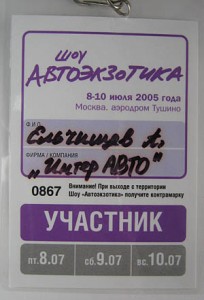 ШОУ
АВТОЭКЗОТИКА
8-10 июля 2005 года
Москва, аэродром Тушино
Ф.И.О.
Ельчищев А.
ФИРМА / КОМПАНИЯ
„Интер АВТО"
0867
Внимание! При выходе с территории
Шоу «Автоэкзотика» получите контрамарку
УЧАСТНИК
пт.8.07 сб.9.07 вс.10.07